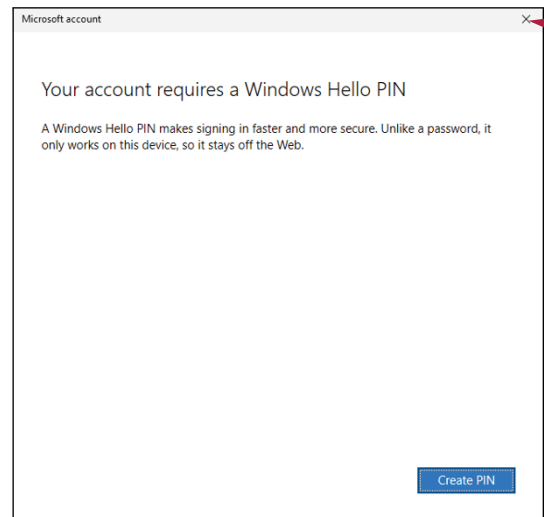 Microsoft account
Your account requires a Windows Hello PIN
A Windows Hello PIN makes signing in faster and more secure. Unlike a password, it
only works on this device, so it stays off the Web.
Create PIN